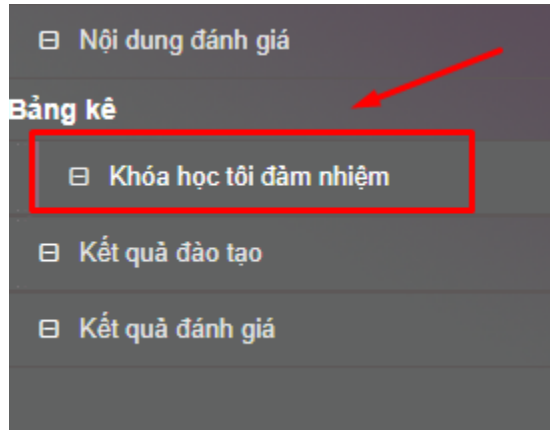 Nội dung đánh giá
Bảng kê
Khóa học tôi đảm nhiệm
Kết quả đào tạo
Kết quả đánh giá